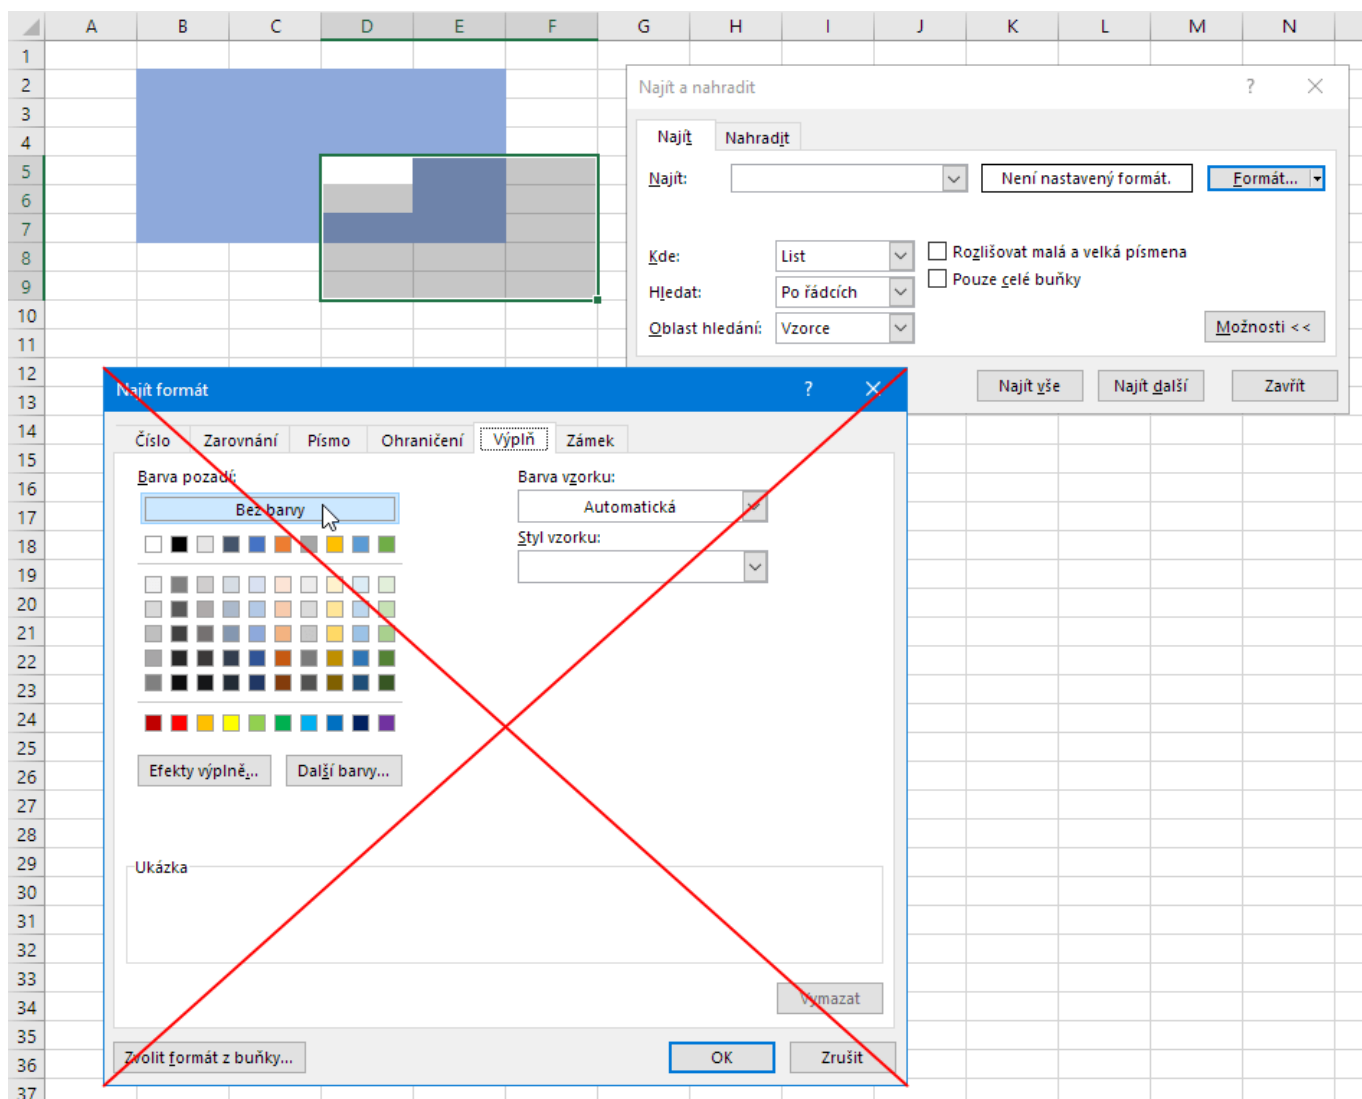 A B C D E F G H I J K L M N
1
2
3
4
5
6
7
8
9
10
11
12
13
14
15
16
17
18
19
20
21
22
23
24
25
26
27
28
29
30
31
32
33
34
35
36
37
Najít a nahradit ?
Najít Nahradit
Najít: Není nastavený formát. Formát...
Kde: List Rozlišovat malá a velká písmena
Pouze celé buňky
Hledat: Po řádcích
Oblast hledání: Vzorce Možnosti <<
Najít vše Najít další Zavřít
Najít formát ?
Číslo Zarovnání Písmo Ohraničení Výplň Zámek
Barva pozadí: Barva vzorku:
Bez barvy Automatická
Styl vzorku:
Efekty výplně... Další barvy...
Ukázka
Vymazat
Zvolit formát z buňky... OK Zrušit